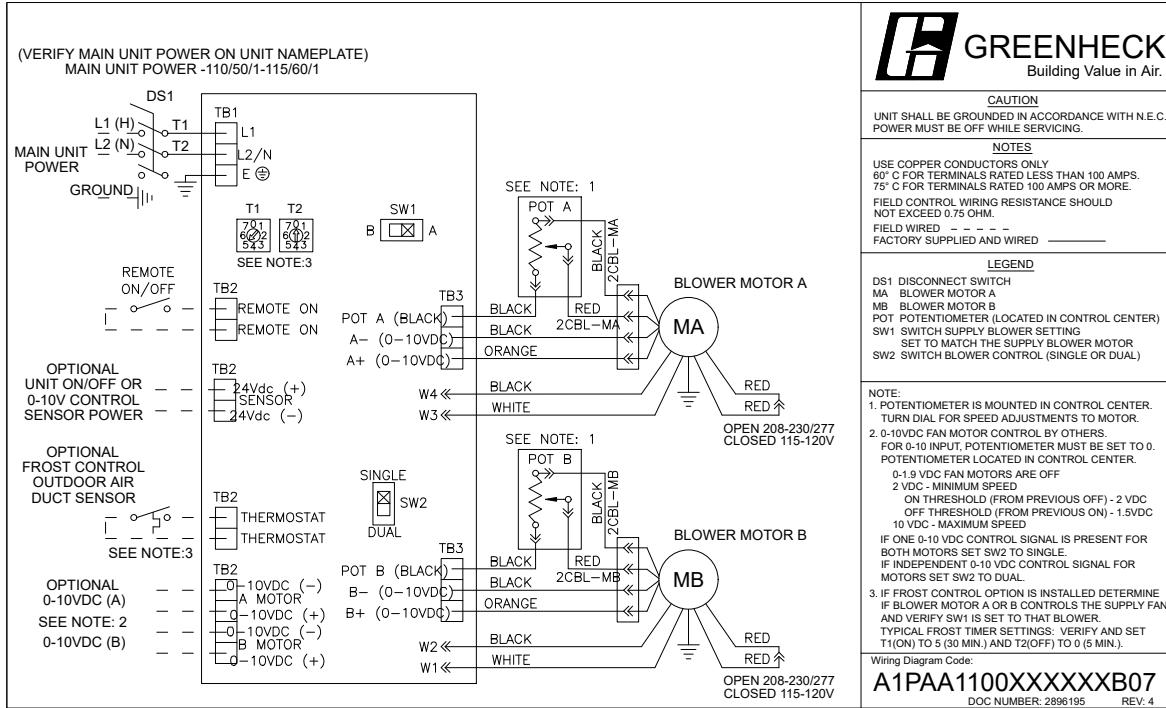 (VERIFY MAIN UNIT POWER ON UNIT NAMEPLATE)
MAIN UNIT POWER -110/50/1-115/60/1
DS1
L1 (H)
T1
L2 (N)
T2
MAIN UNIT
POWER
GROUND
TB1
L1
L2/N
E
T1
T2
7 0 1
6 2
5 4 3
7 0 1
6 2
5 4 3
SEE NOTE:3
SW1
B
A
REMOTE
ON/OFF
TB2
REMOTE ON
REMOTE ON
OPTIONAL
UNIT ON/OFF OR
0-10V CONTROL
SENSOR POWER
TB2
24Vdc (+)
SENSOR
24Vdc (-)
OPTIONAL
FROST CONTROL
OUTDOOR AIR
DUCT SENSOR
SEE NOTE:3
TB2
THERMOSTAT
THERMOSTAT
SINGLE
SW2
DUAL
OPTIONAL
0-10VDC (A)
SEE NOTE: 2
0-10VDC (B)
TB2
0-10VDC (-)
A MOTOR
0-10VDC (+)
0-10VDC (-)
B MOTOR
0-10VDC (+)
SEE NOTE: 1
POT A
BLACK
2CBL-MA
TB3
POT A (BLACK)
A- (0-10VDC)
A+ (0-10VDC)
BLACK
RED
2CBL-MA
BLACK
ORANGE
BLOWER MOTOR A
MA
W4
BLACK
W3
WHITE
RED
RED
OPEN 208-230/277
CLOSED 115-120V
SEE NOTE: 1
POT B
BLACK
2CBL-MB
TB3
POT B (BLACK)
B- (0-10VDC)
B+ (0-10VDC)
BLACK
RED
2CBL-MB
BLACK
ORANGE
BLOWER MOTOR B
MB
W2
BLACK
W1
WHITE
RED
RED
OPEN 208-230/277
CLOSED 115-120V
GREENHECK
Building Value in Air.
CAUTION
UNIT SHALL BE GROUNDED IN ACCORDANCE WITH N.E.C.
POWER MUST BE OFF WHILE SERVICING.
NOTES
USE COPPER CONDUCTORS ONLY
60° C FOR TERMINALS RATED LESS THAN 100 AMPS.
75° C FOR TERMINALS RATED 100 AMPS OR MORE.
FIELD CONTROL WIRING RESISTANCE SHOULD
NOT EXCEED 0.75 OHM.
FIELD WIRED
FACTORY SUPPLIED AND WIRED
LEGEND
DS1 DISCONNECT SWITCH
MA BLOWER MOTOR A
MB BLOWER MOTOR B
POT POTENTIOMETER (LOCATED IN CONTROL CENTER)
SW1 SWITCH SUPPLY BLOWER SETTING
SET TO MATCH THE SUPPLY BLOWER MOTOR
SW2 SWITCH BLOWER CONTROL (SINGLE OR DUAL)
NOTE:
1. POTENTIOMETER IS MOUNTED IN CONTROL CENTER.
TURN DIAL FOR SPEED ADJUSTMENTS TO MOTOR.
2. 0-10VDC FAN MOTOR CONTROL BY OTHERS.
FOR 0-10 INPUT, POTENTIOMETER MUST BE SET TO 0.
POTENTIOMETER LOCATED IN CONTROL CENTER.
0-1.9 VDC FAN MOTORS ARE OFF
2 VDC - MINIMUM SPEED
ON THRESHOLD (FROM PREVIOUS OFF) - 2 VDC
OFF THRESHOLD (FROM PREVIOUS ON) - 1.5VDC
10 VDC - MAXIMUM SPEED
IF ONE 0-10 VDC CONTROL SIGNAL IS PRESENT FOR
BOTH MOTORS SET SW2 TO SINGLE.
IF INDEPENDENT 0-10 VDC CONTROL SIGNAL FOR
MOTORS SET SW2 TO DUAL.
3. IF FROST CONTROL OPTION IS INSTALLED DETERMINE
IF BLOWER MOTOR A OR B CONTROLS THE SUPPLY FAN
AND VERIFY SW1 IS SET TO THAT BLOWER.
TYPICAL FROST TIMER SETTINGS: VERIFY AND SET
T1(ON) TO 5 (30 MIN.) AND T2(OFF) TO 0 (5 MIN.).
Wiring Diagram Code:
A1PAA1100XXXXXXB07
DOC NUMBER: 2896195 REV: 4